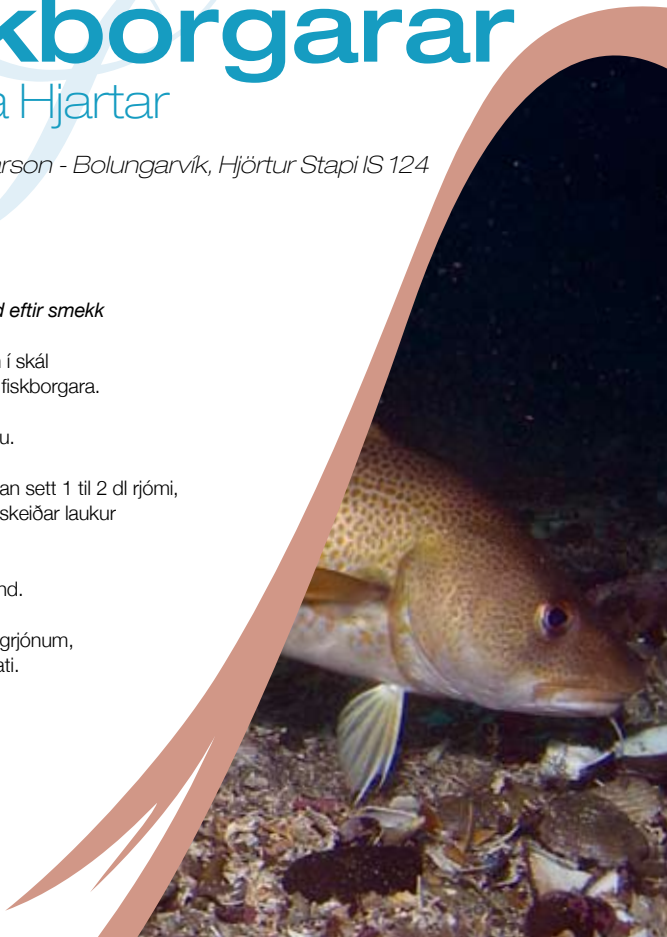 kborgarar
a Hjartar
arson - Bolungarvík, Hjörtur Stapi IS 124
d eftir smekk
í skál
fiskborgara.
u.
an sett 1 til 2 dl rjómi,
skeiðar laukur
nd.
grjónum,
ati.